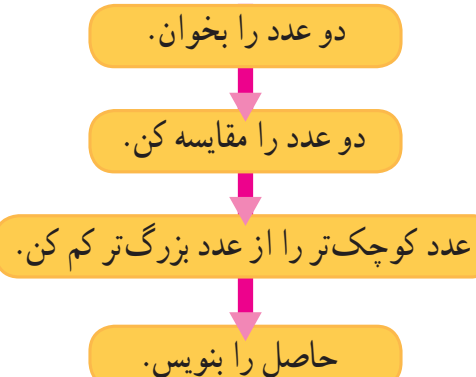 دو عدد را بخوان.
دو عدد را مقایسه کن.
عدد کوچک‌تر را از عدد بزرگ‌تر کم کن.
حاصل را بنویس.